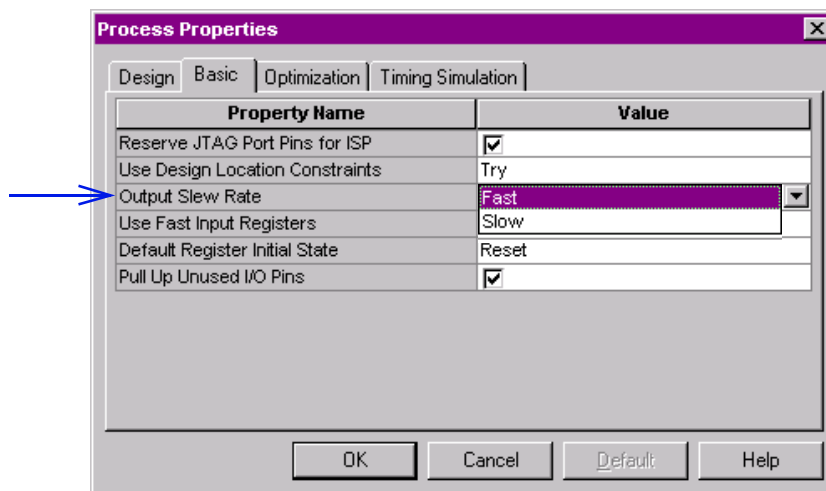 Process Properties
Design Basic Optimization Timing Simulation
Property Name Value
Reserve JTAG Port Pins for ISP
Use Design Location Constraints Try
Output Slew Rate Fast
Use Fast Input Registers Slow
Default Register Initial State Reset
Pull Up Unused I/O Pins
OK Cancel Default Help